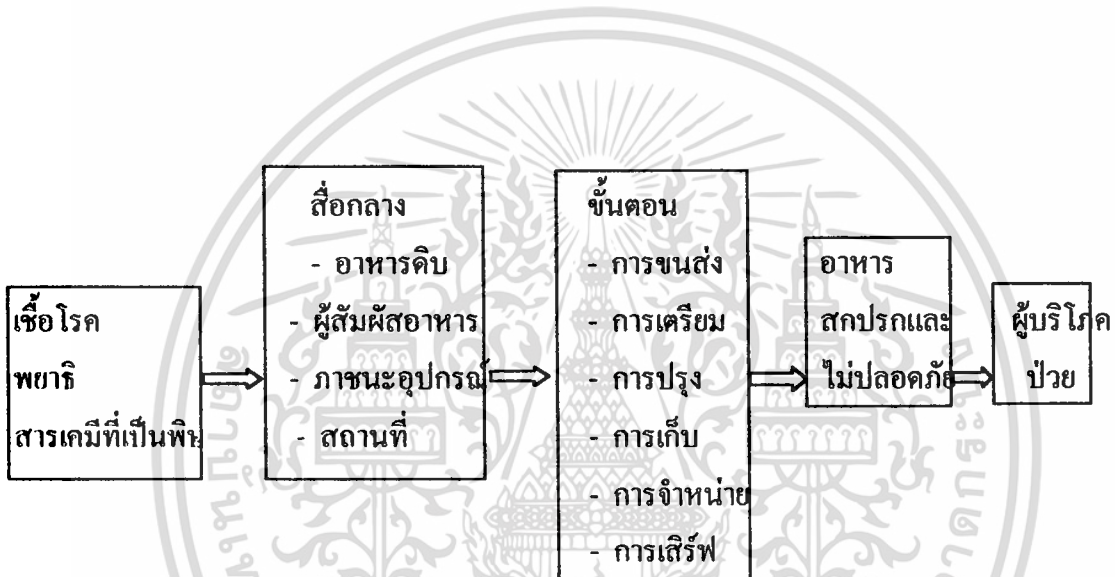 เชื้อโรค
พยาธิ
สารเคมีที่เป็นพิษ
สื่อกลาง
- อาหารดิบ
- ผู้สัมผัสอาหาร
- ภาชนะอุปกรณ์
- สถานที่
ขั้นตอน
- การขนส่ง
- การเตรียม
- การปรุง
- การเก็บ
- การจำหน่าย
- การเสิร์ฟ
อาหาร
สกปรกและ
ไม่ปลอดภัย
ผู้บริโภค
ป่วย